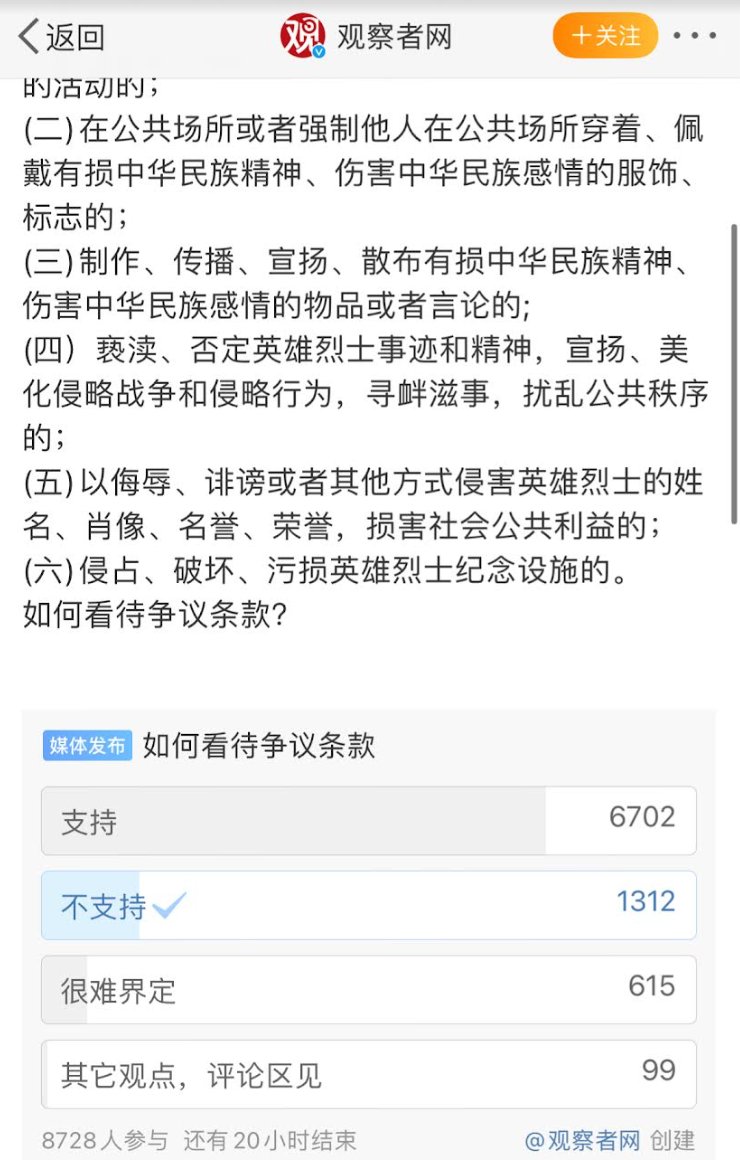 返回
观
观察者网
＋关注
的活动的；
(二)在公共场所或者强制他人在公共场所穿着、佩
戴有损中华民族精神、伤害中华民族感情的服饰、
标志的；
(三)制作、传播、宣扬、散布有损中华民族精神、
伤害中华民族感情的物品或者言论的;
(四）亵渎、否定英雄烈士事迹和精神，宣扬、美
化侵略战争和侵略行为，寻衅滋事，扰乱公共秩序
的；
(五)以侮辱、诽谤或者其他方式侵害英雄烈士的姓
名、肖像、名誉、荣誉，损害社会公共利益的；
(六)侵占、破坏、污损英雄烈士纪念设施的。
如何看待争议条款?
媒体发布 如何看待争议条款
支持 6702
不支持 1312
很难界定 615
其它观点，评论区见 99
8728人参与 还有20小时结束 @观察者网 创建